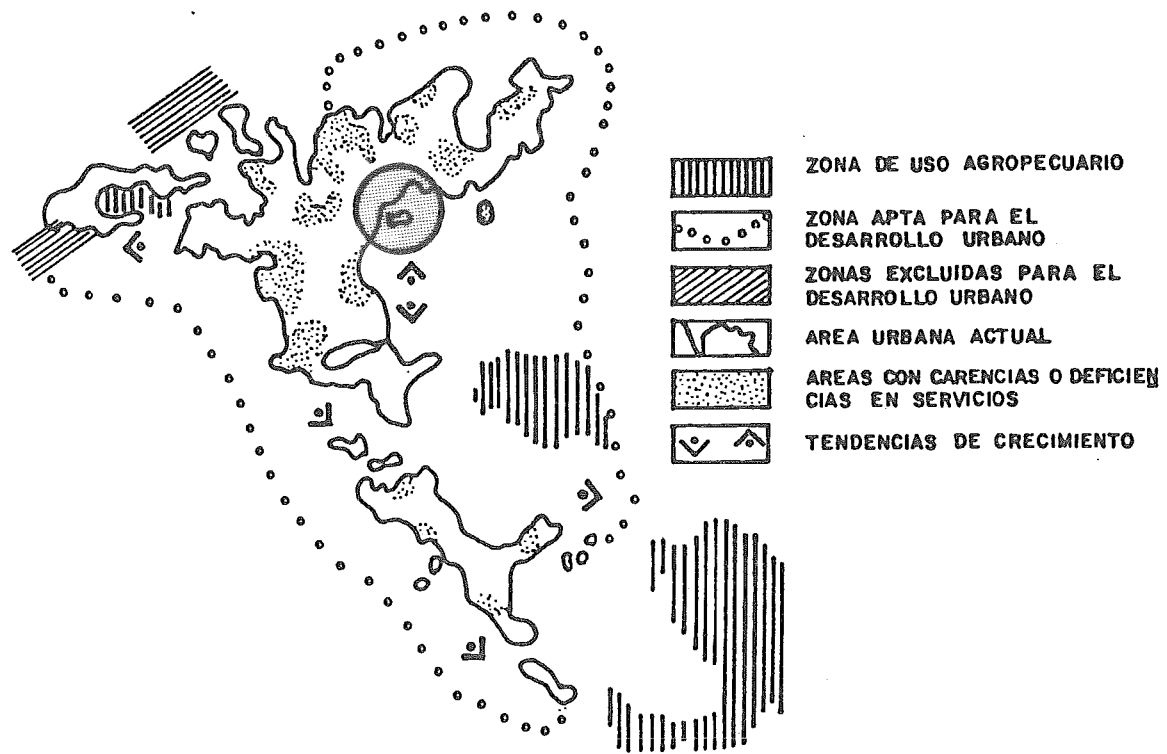 ZONA DE USO AGROPECUARIO
ZONA APTA PARA EL
DESARROLLO URBANO
ZONAS EXCLUIDAS PARA EL
DESARROLLO URBANO
AREA URBANA ACTUAL
AREAS CON CARENCIAS O DEFICIEN
CIAS EN SERVICIOS
TENDENCIAS DE CRECIMIENTO